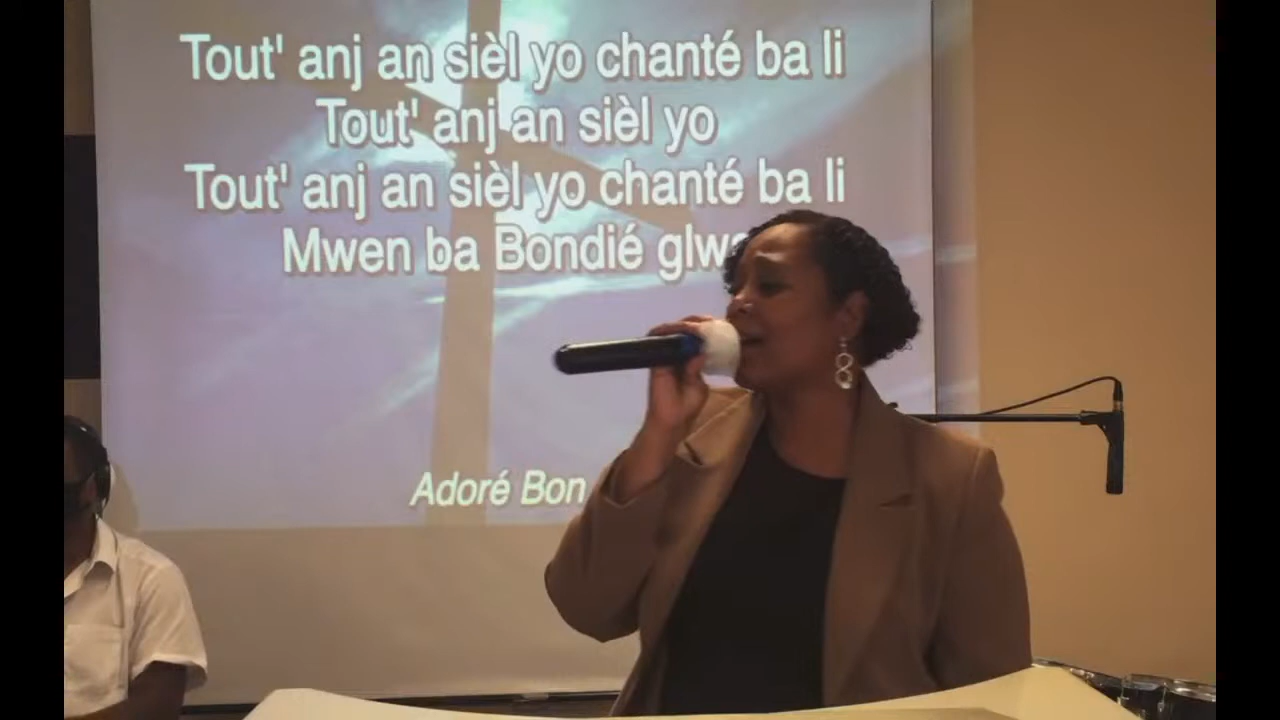 Tout' anj an sièl yo chanté ba li
Tout' anj an sièl yo
Tout' anj an sièl yo chanté ba li
Mwen ba Bondié
Adoré Bon